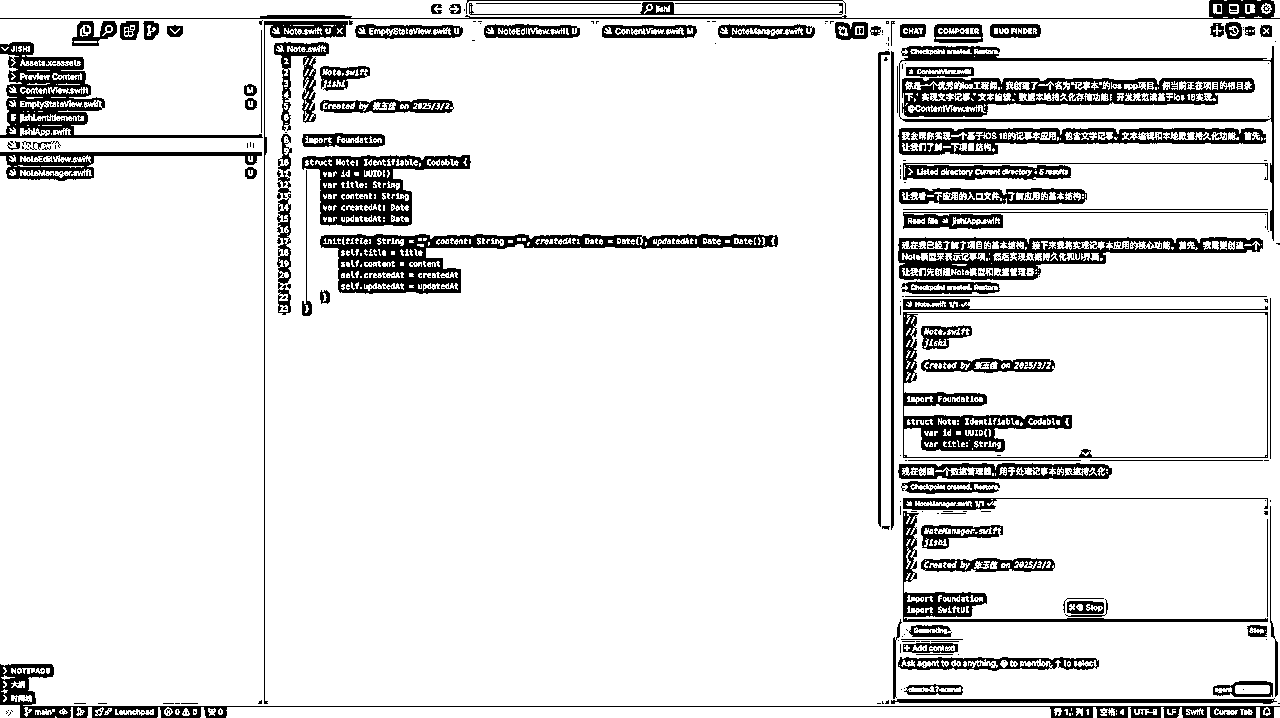 jishi
Note.swift U
EmptyStateView.swift U
NoteEditView.swift U
ContentView.swift M
NoteManager.swift U
CHAT
COMPOSER
BUG FINDER
JISHI
Assets.xcassets
Preview Content
ContentView.swift M
EmptyStateView.swift U
jishi.entitlements
jishiApp.swift
Note.swift U
NoteEditView.swift U
NoteManager.swift U
NOTEPADS
大纲
时间线
Note.swift
1 //
2 // Note.swift
3 // jishi
4 //
5 // Created by on 2025/3/2.
6 //
7
8 import Foundation
9
10 struct Note: Identifiable, Codable {
11 var id = UUID()
12 var title: String
13 var content: String
14 var createdAt: Date
15 var updatedAt: Date
16
17 init(title: String = "", content: String = "", createdAt: Date = Date(), updatedAt: Date = Date()) {
18 self.title = title
19 self.content = content
20 self.createdAt = createdAt
21 self.updatedAt = updatedAt
22 }
23 }
Checkpoint created. Restore.
ContentView.swift
你是一个优秀的ios工程师，我创建了一个名为"记事本"的ios app项目，你当前正在项目的根目录
下，实现文字记事、文本编辑、数据本地持久化存储功能；开发规范请基于ios 18实现。
@ContentView.swift
我会帮你实现一个基于iOS 18的记事本应用，包含文字记事、文本编辑和本地数据持久化功能。首先，
让我们了解一下项目结构。
Listed directory Current directory • 5 results
让我看一下应用的入口文件，了解应用的基本结构：
Read file jishiApp.swift
现在我已经了解了项目的基本结构，接下来我将实现记事本应用的核心功能。首先，我需要创建一个
Note模型来表示记事项，然后实现数据持久化和UI界面。
让我们先创建Note模型和数据管理器：
Checkpoint created. Restore.
Note.swift 1/1
//
// Note.swift
// jishi
//
// Created by on 2025/3/2.
//
import Foundation
struct Note: Identifiable, Codable {
var id = UUID()
var title: String
现在创建一个数据管理器，用于处理记事本的数据持久化：
Checkpoint created. Restore.
NoteManager.swift 1/1
//
// NoteManager.swift
// jishi
//
// Created by on 2025/3/2.
//
import Foundation
import SwiftUI
Stop
Generating.
Stop
+ Add context
Ask agent to do anything, @ to mention, ↑ to select
agent
main*
Launchpad
0 0
0
行 1，列 1
空格: 4
UTF-8
LF
Swift
Cursor Tab